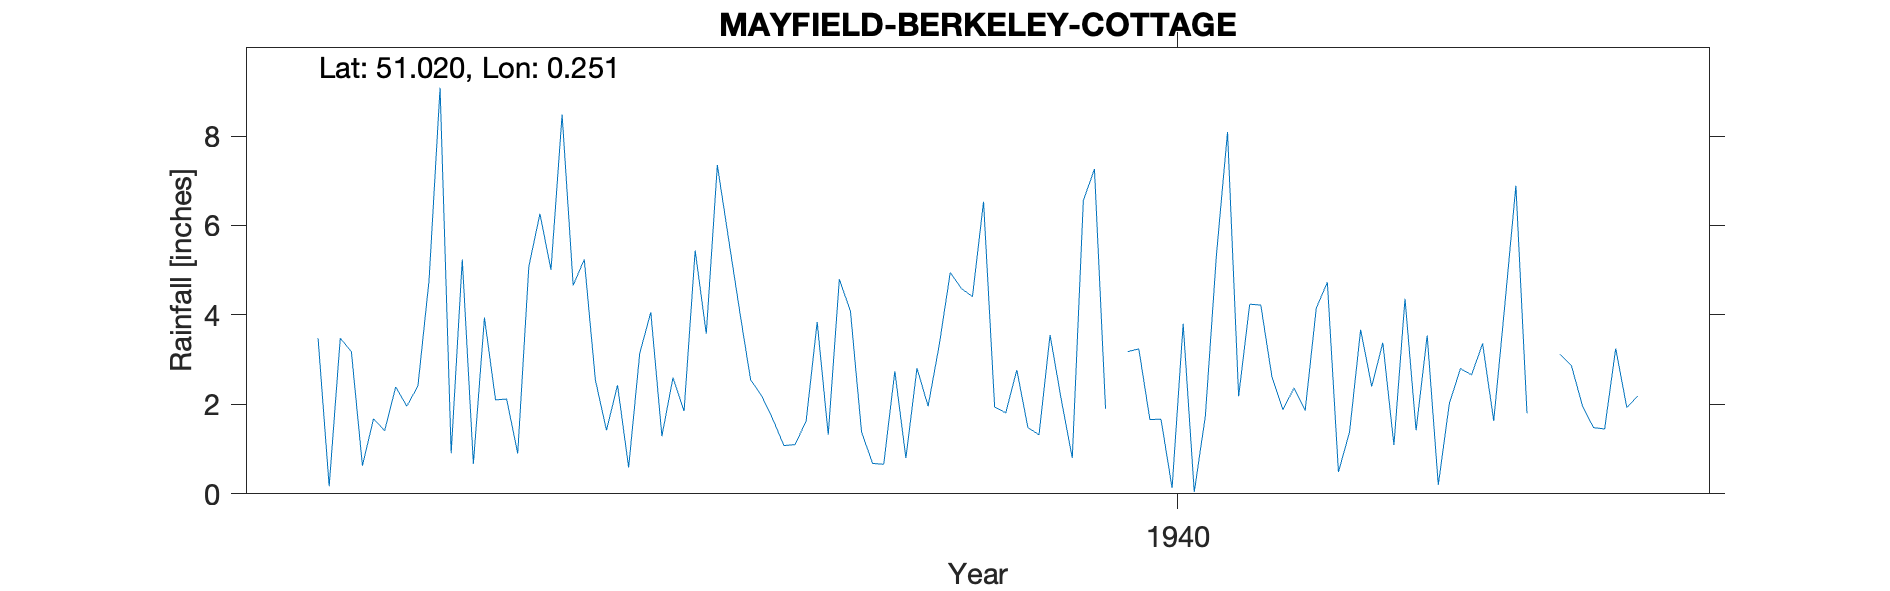 MAYFIELD-BERKELEY-COTTAGE
Lat: 51.020, Lon: 0.251
8
6
4
2
0
Rainfall [inches]
1940
Year